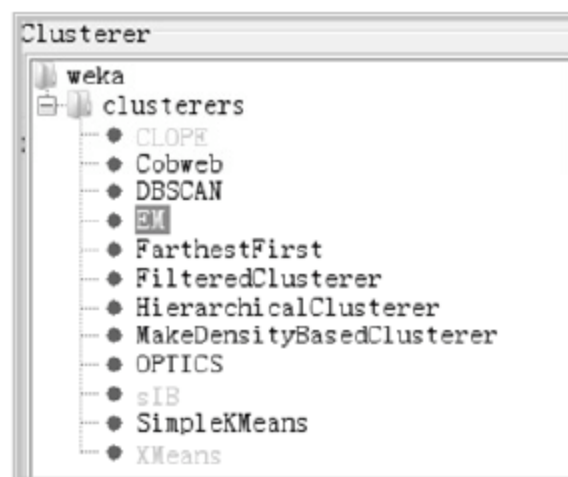 Clusterer
weka
clusterers
CLOPE
Cobweb
DBSCAN
EM
FarthestFirst
FilteredClusterer
HierarchicalClusterer
MakeDensityBasedClusterer
OPTICS
sIB
SimpleKMeans
XMeans